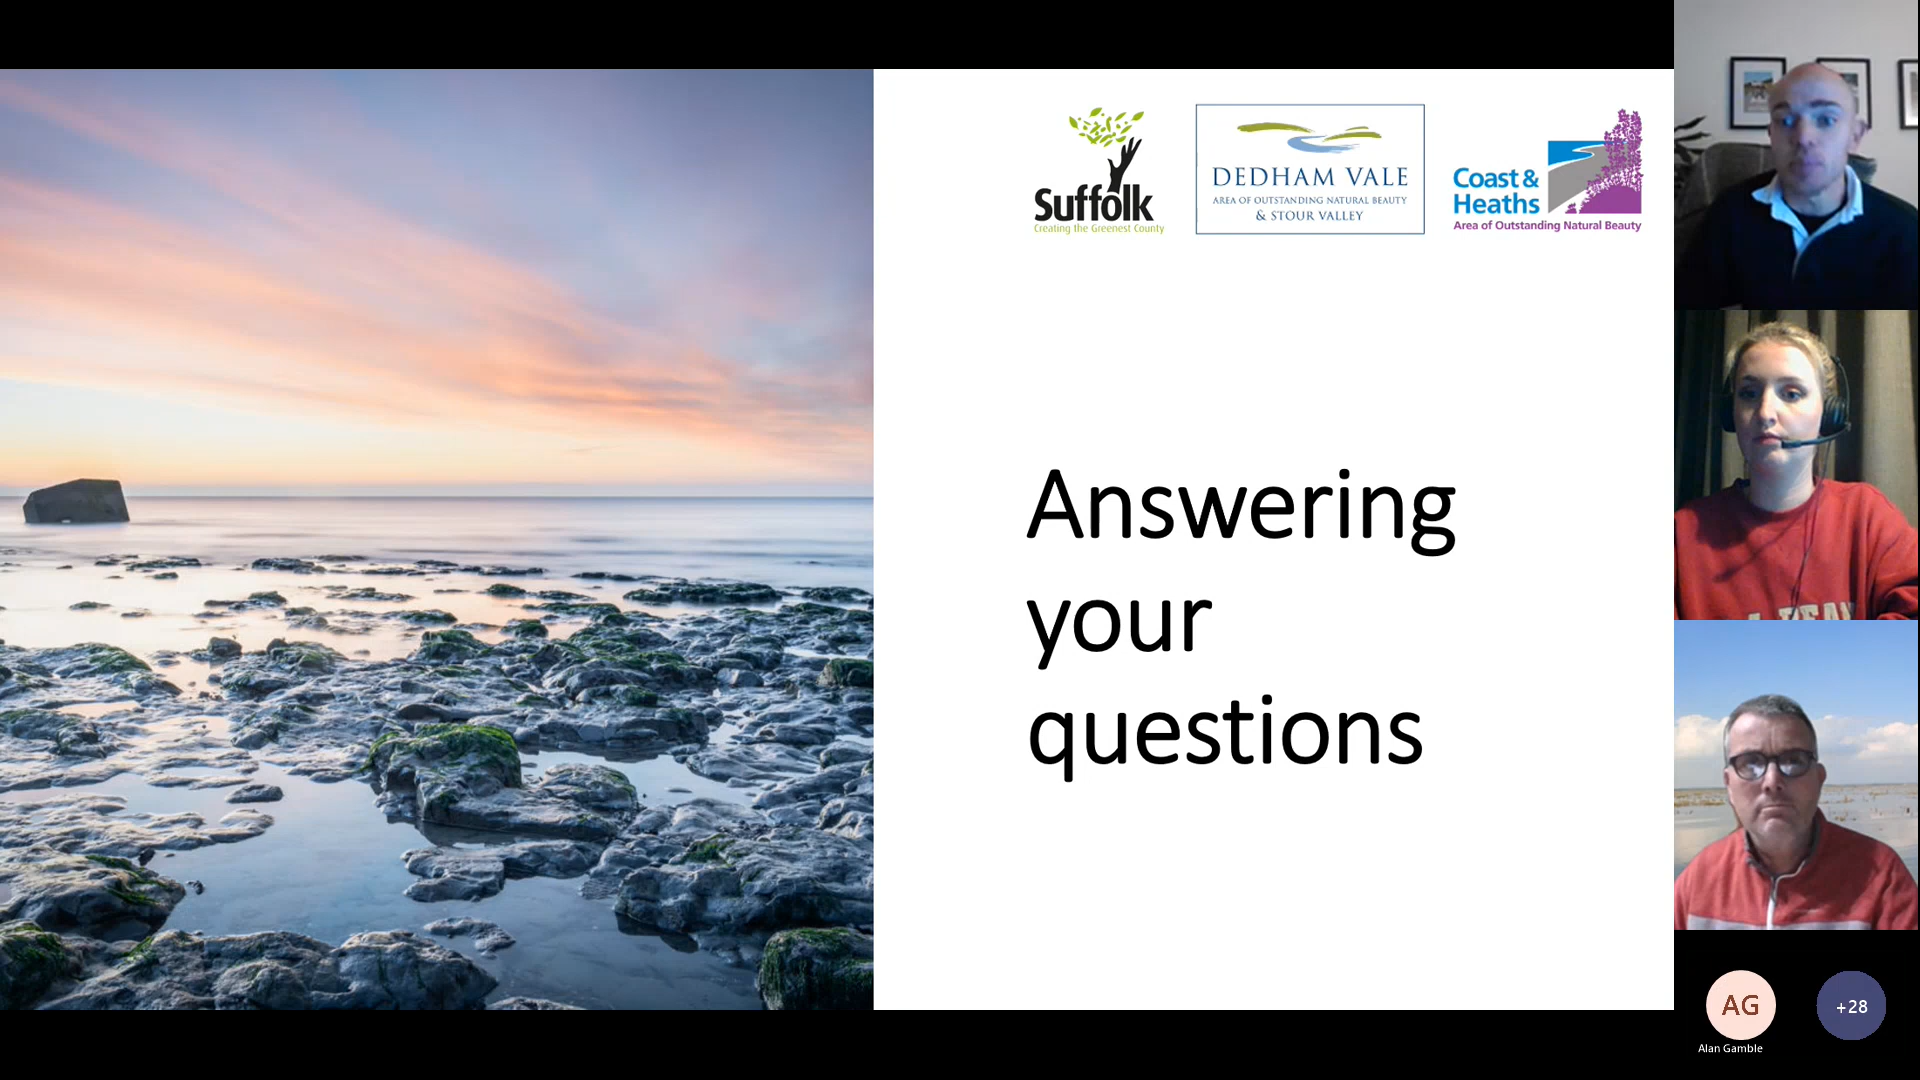 Suffolk
Creating the Greenest County
DEDHAM VALE
AREA OF OUTSTANDING NATURAL BEAUTY
& STOUR VALLEY
Coast &
Heaths
Area of Outstanding Natural Beauty
Answering
your
questions
AG
+28
Alan Gamble